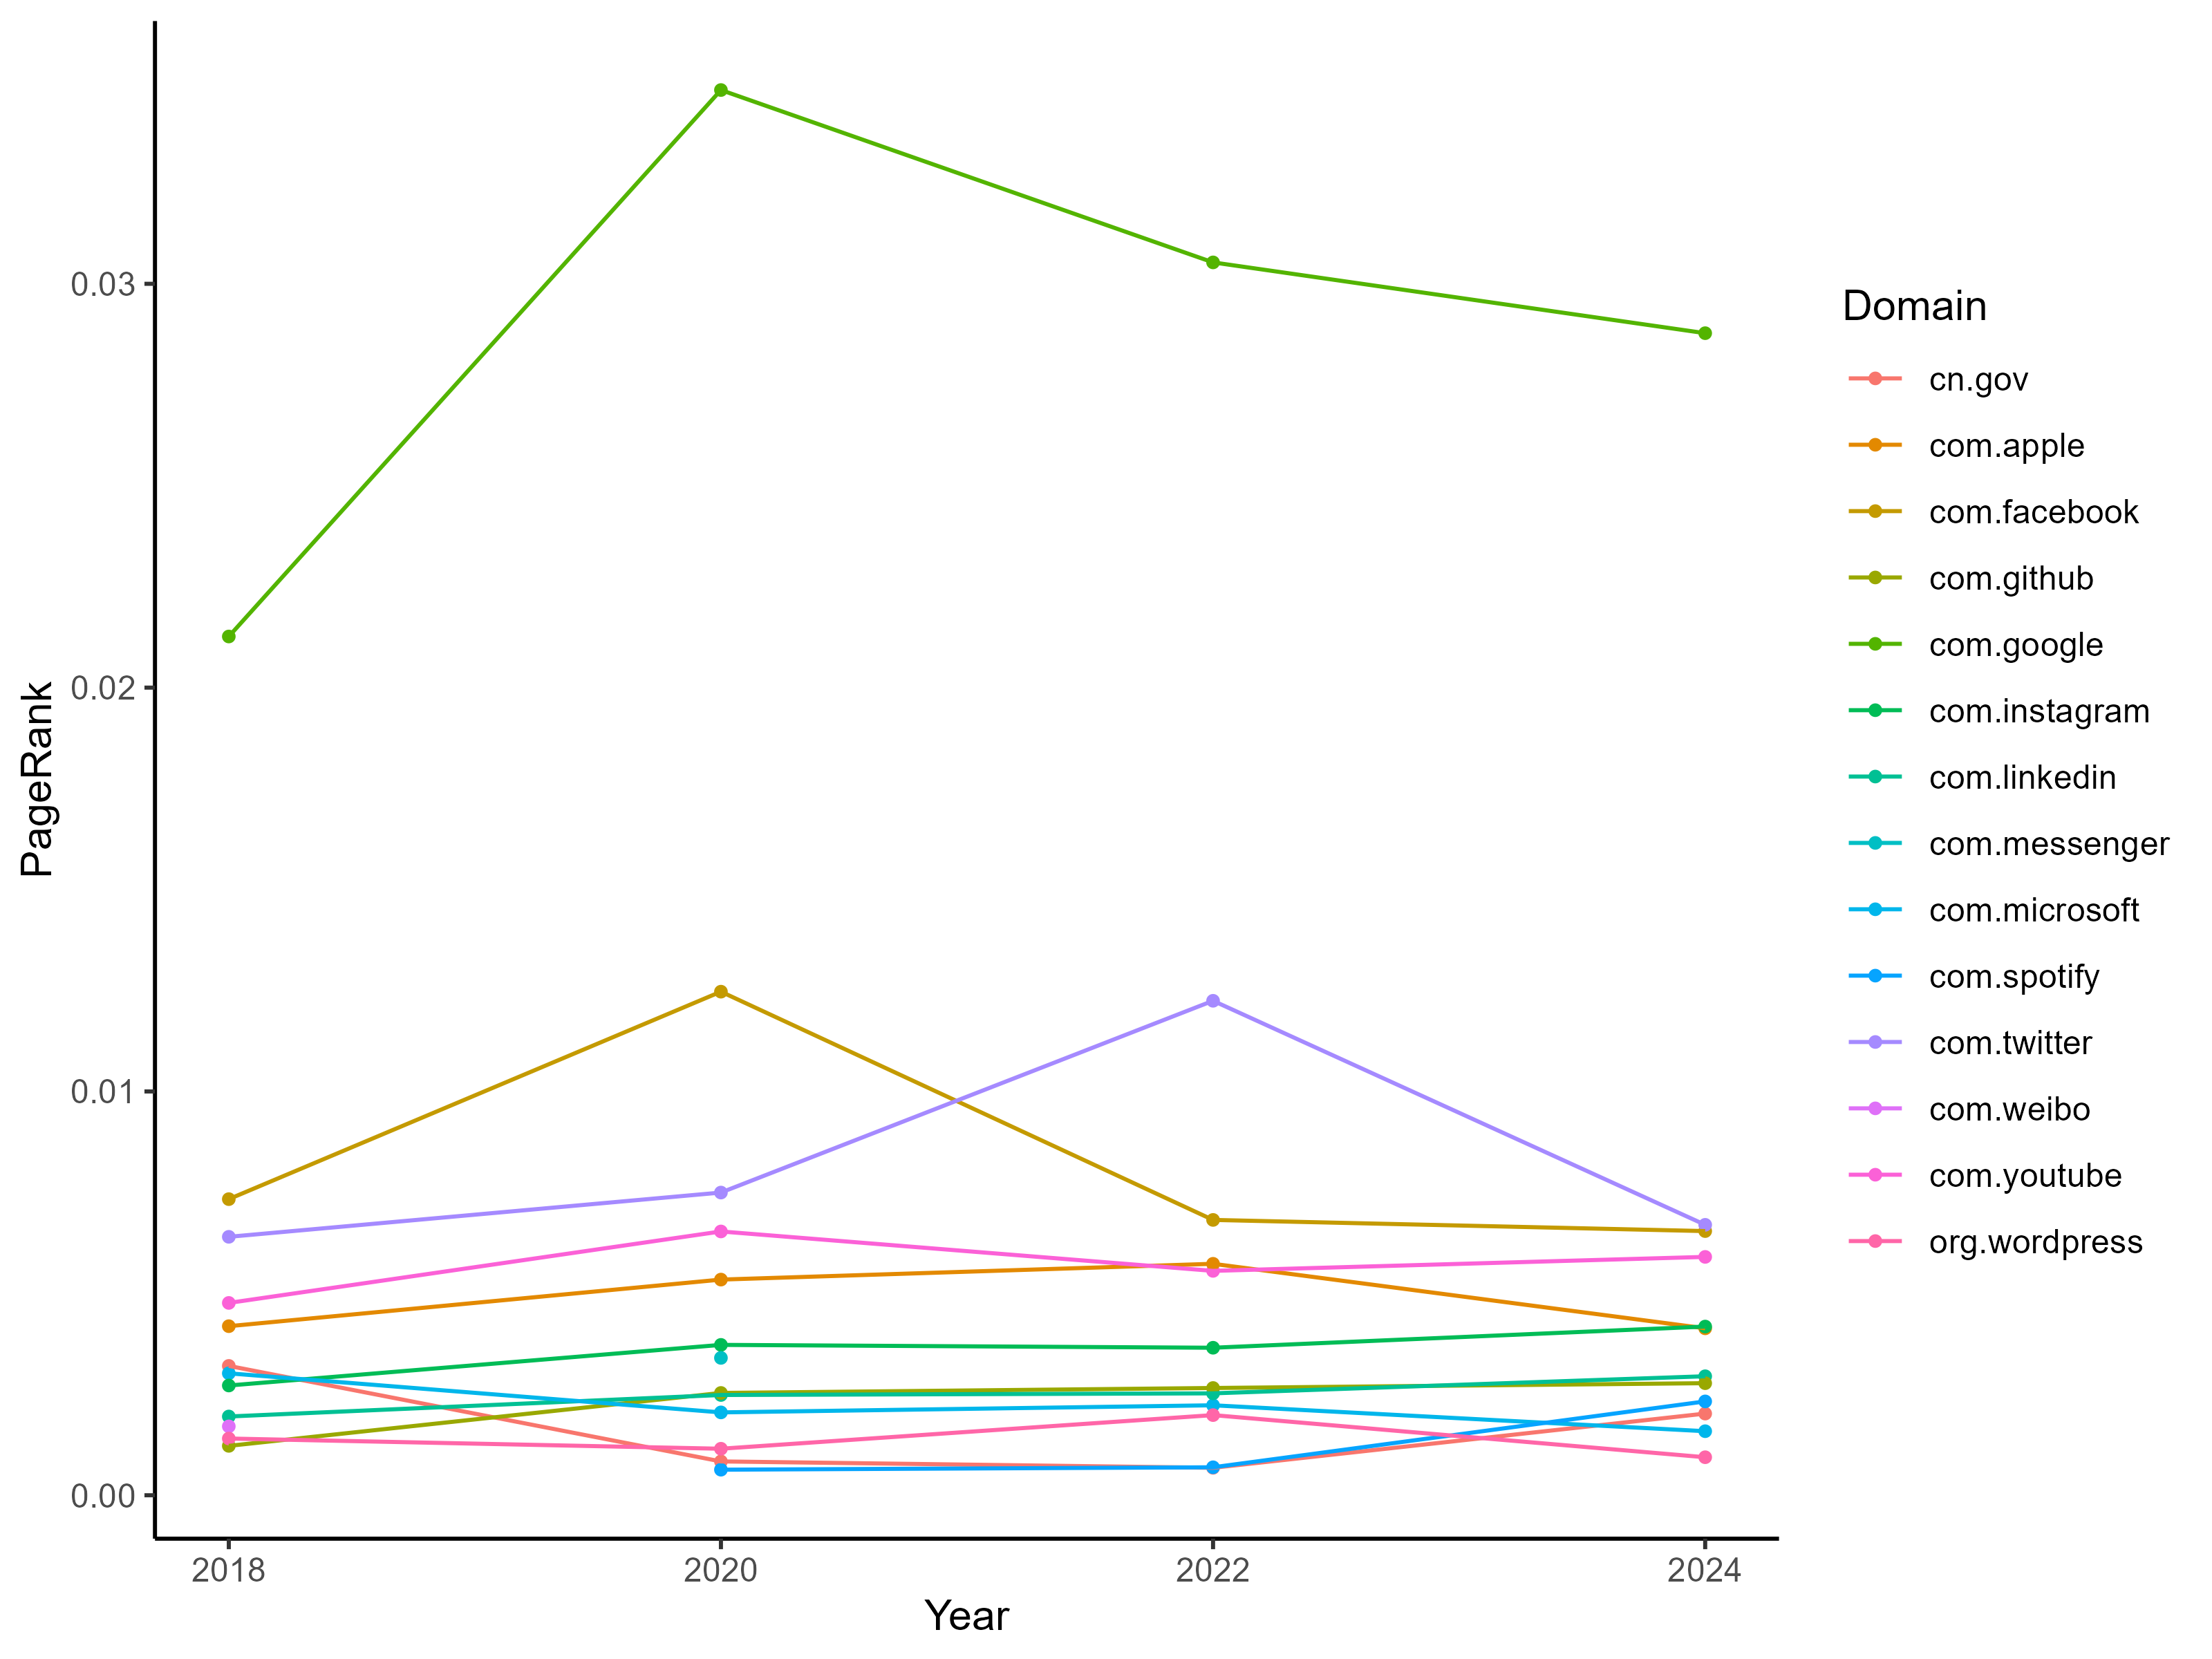 PageRank
0.03
0.02
0.01
0.00
2018
2020
2022
2024
Year
Domain
cn.gov
com.apple
com.facebook
com.github
com.google
com.instagram
com.linkedin
com.messenger
com.microsoft
com.spotify
com.twitter
com.weibo
com.youtube
org.wordpress